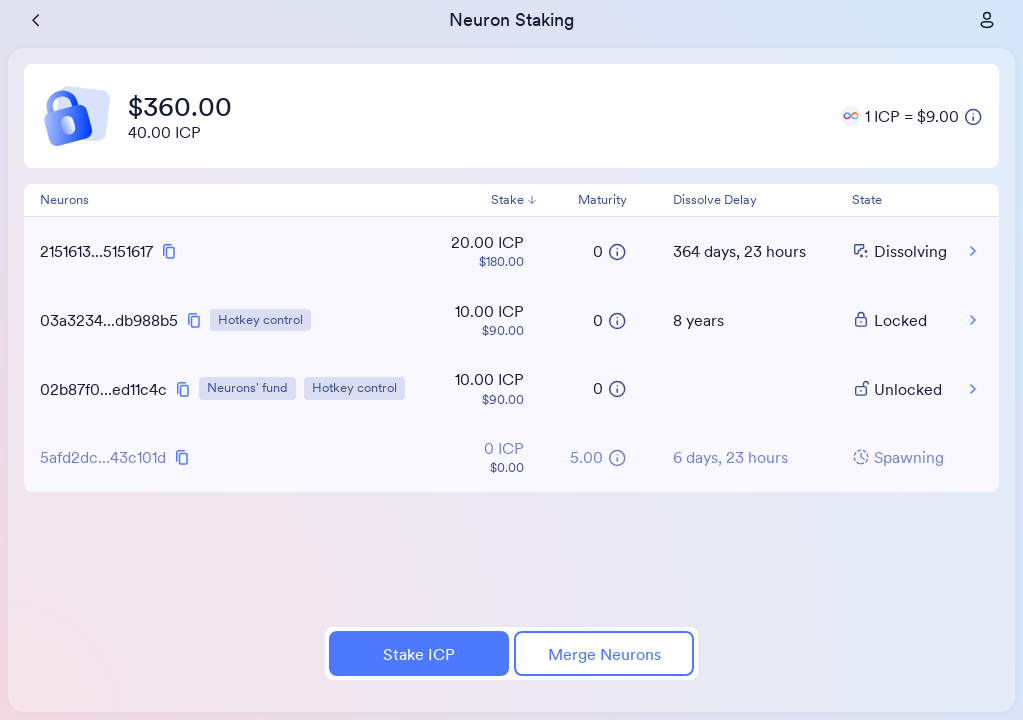 Neuron Staking
$360.00
40.00 ICP
1 ICP = $9.00
Neurons Stake Maturity Dissolve Delay State
2151613...5151617 20.00 ICP 0 364 days, 23 hours Dissolving
$180.00
03a3234...db988b5 Hotkey control 10.00 ICP 0 8 years Locked
$90.00
02b87f0...ed11c4c Neurons' fund Hotkey control 10.00 ICP 0 Unlocked
$90.00
5afd2dc...43c101d 0 ICP 5.00 6 days, 23 hours Spawning
$0.00
Stake ICP Merge Neurons